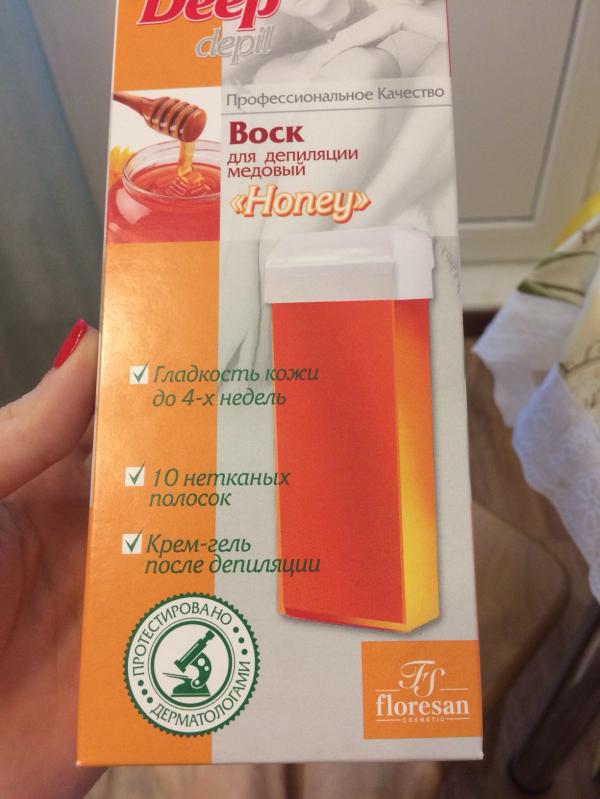 Deep
depil
Профессиональное Качество
Воск
для депиляции
медовый
«Honey»
Гладкость кожи
до 4-х недель
10 нетканых
полосок
Крем-гель
после депиляции
ПРОТЕСТИРОВАНО
ДЕРМАТОЛОГАМИ
FS
floresan
COSMETIC